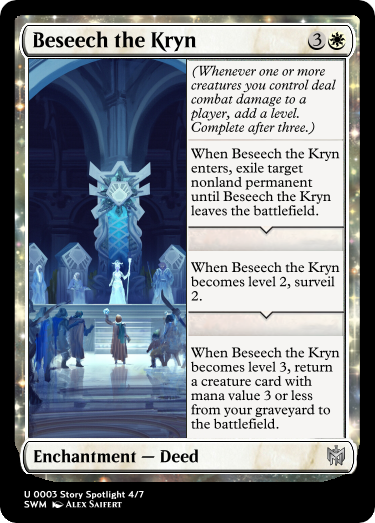 Beseech the Kryn
3
(Whenever one or more
creatures you control deal
combat damage to a
player, add a level.
Complete after three.)
When Beseech the Kryn
enters, exile target
nonland permanent
until Beseech the Kryn
leaves the battlefield.
When Beseech the Kryn
becomes level 2, surveil
2.
When Beseech the Kryn
becomes level 3, return
a creature card with
mana value 3 or less
from your graveyard to
the battlefield.
Enchantment — Deed
U 0003 Story Spotlight 4/7
SWM Alex Saifert